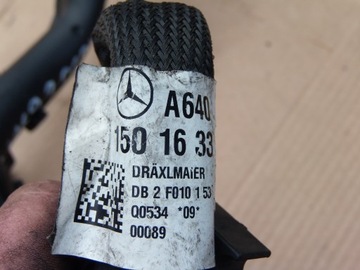 A640
150 16 33
DRÄXLMAIER
DB 2 F010 1 53
Q0534 *09*
00089